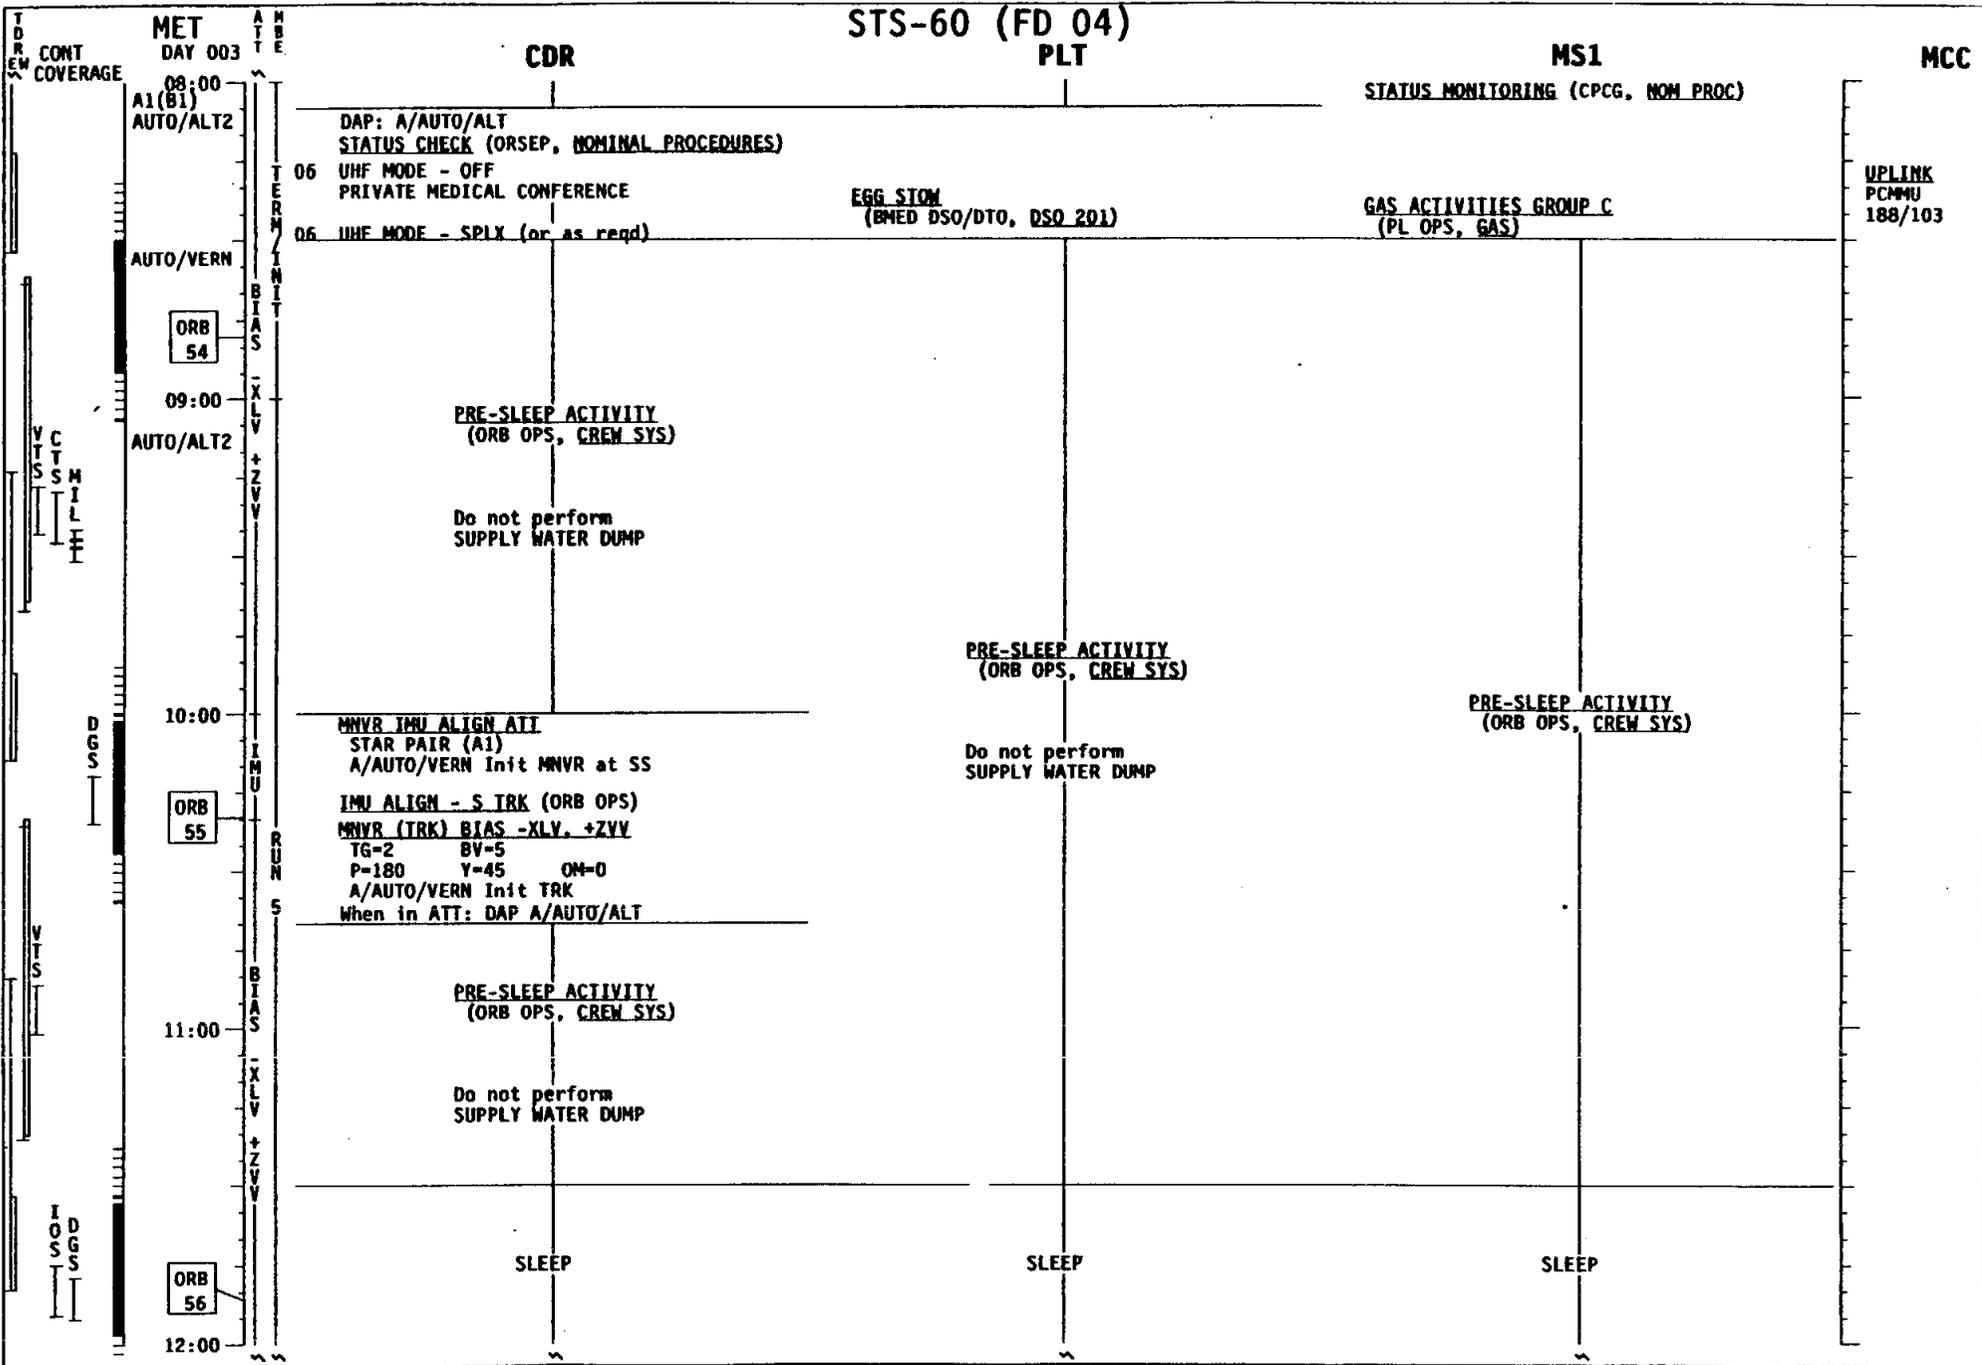 STS-60 (FD 04)
TDRS
EW
CONT
COVERAGE
MET
DAY 003
ATT
MBE
CDR
PLT
MS1
MCC
08:00
A1(B1)
AUTO/ALT2
STATUS MONITORING (CPCG, NOM PROC)
DAP: A/AUTO/ALT
STATUS CHECK (ORSEP, NOMINAL PROCEDURES)
06 UHF MODE - OFF
PRIVATE MEDICAL CONFERENCE
06 UHF MODE - SPLX (or as reqd)
EGG STOW
(BMED DSO/DTO, DSO 201)
GAS ACTIVITIES GROUP C
(PL OPS, GAS)
UPLINK
PCMMU
188/103
TERM/INIT
AUTO/VERN
BIAS -XLV +ZVV
ORB
54
09:00
AUTO/ALT2
VTS
CTS
MIL
PRE-SLEEP ACTIVITY
(ORB OPS, CREW SYS)
Do not perform
SUPPLY WATER DUMP
PRE-SLEEP ACTIVITY
(ORB OPS, CREW SYS)
PRE-SLEEP ACTIVITY
(ORB OPS, CREW SYS)
10:00
DGS
IMU
MNVR IMU ALIGN ATT
STAR PAIR (A1)
A/AUTO/VERN Init MNVR at SS
Do not perform
SUPPLY WATER DUMP
ORB
55
IMU ALIGN - S TRK (ORB OPS)
MNVR (TRK) BIAS -XLV, +ZVV
TG=2 BV=5
P=180 Y=45 OM=0
A/AUTO/VERN Init TRK
When in ATT: DAP A/AUTO/ALT
RUN 5
VTS
BIAS -XLV +ZVV
PRE-SLEEP ACTIVITY
(ORB OPS, CREW SYS)
11:00
Do not perform
SUPPLY WATER DUMP
IOS
DGS
SLEEP
SLEEP
SLEEP
ORB
56
12:00